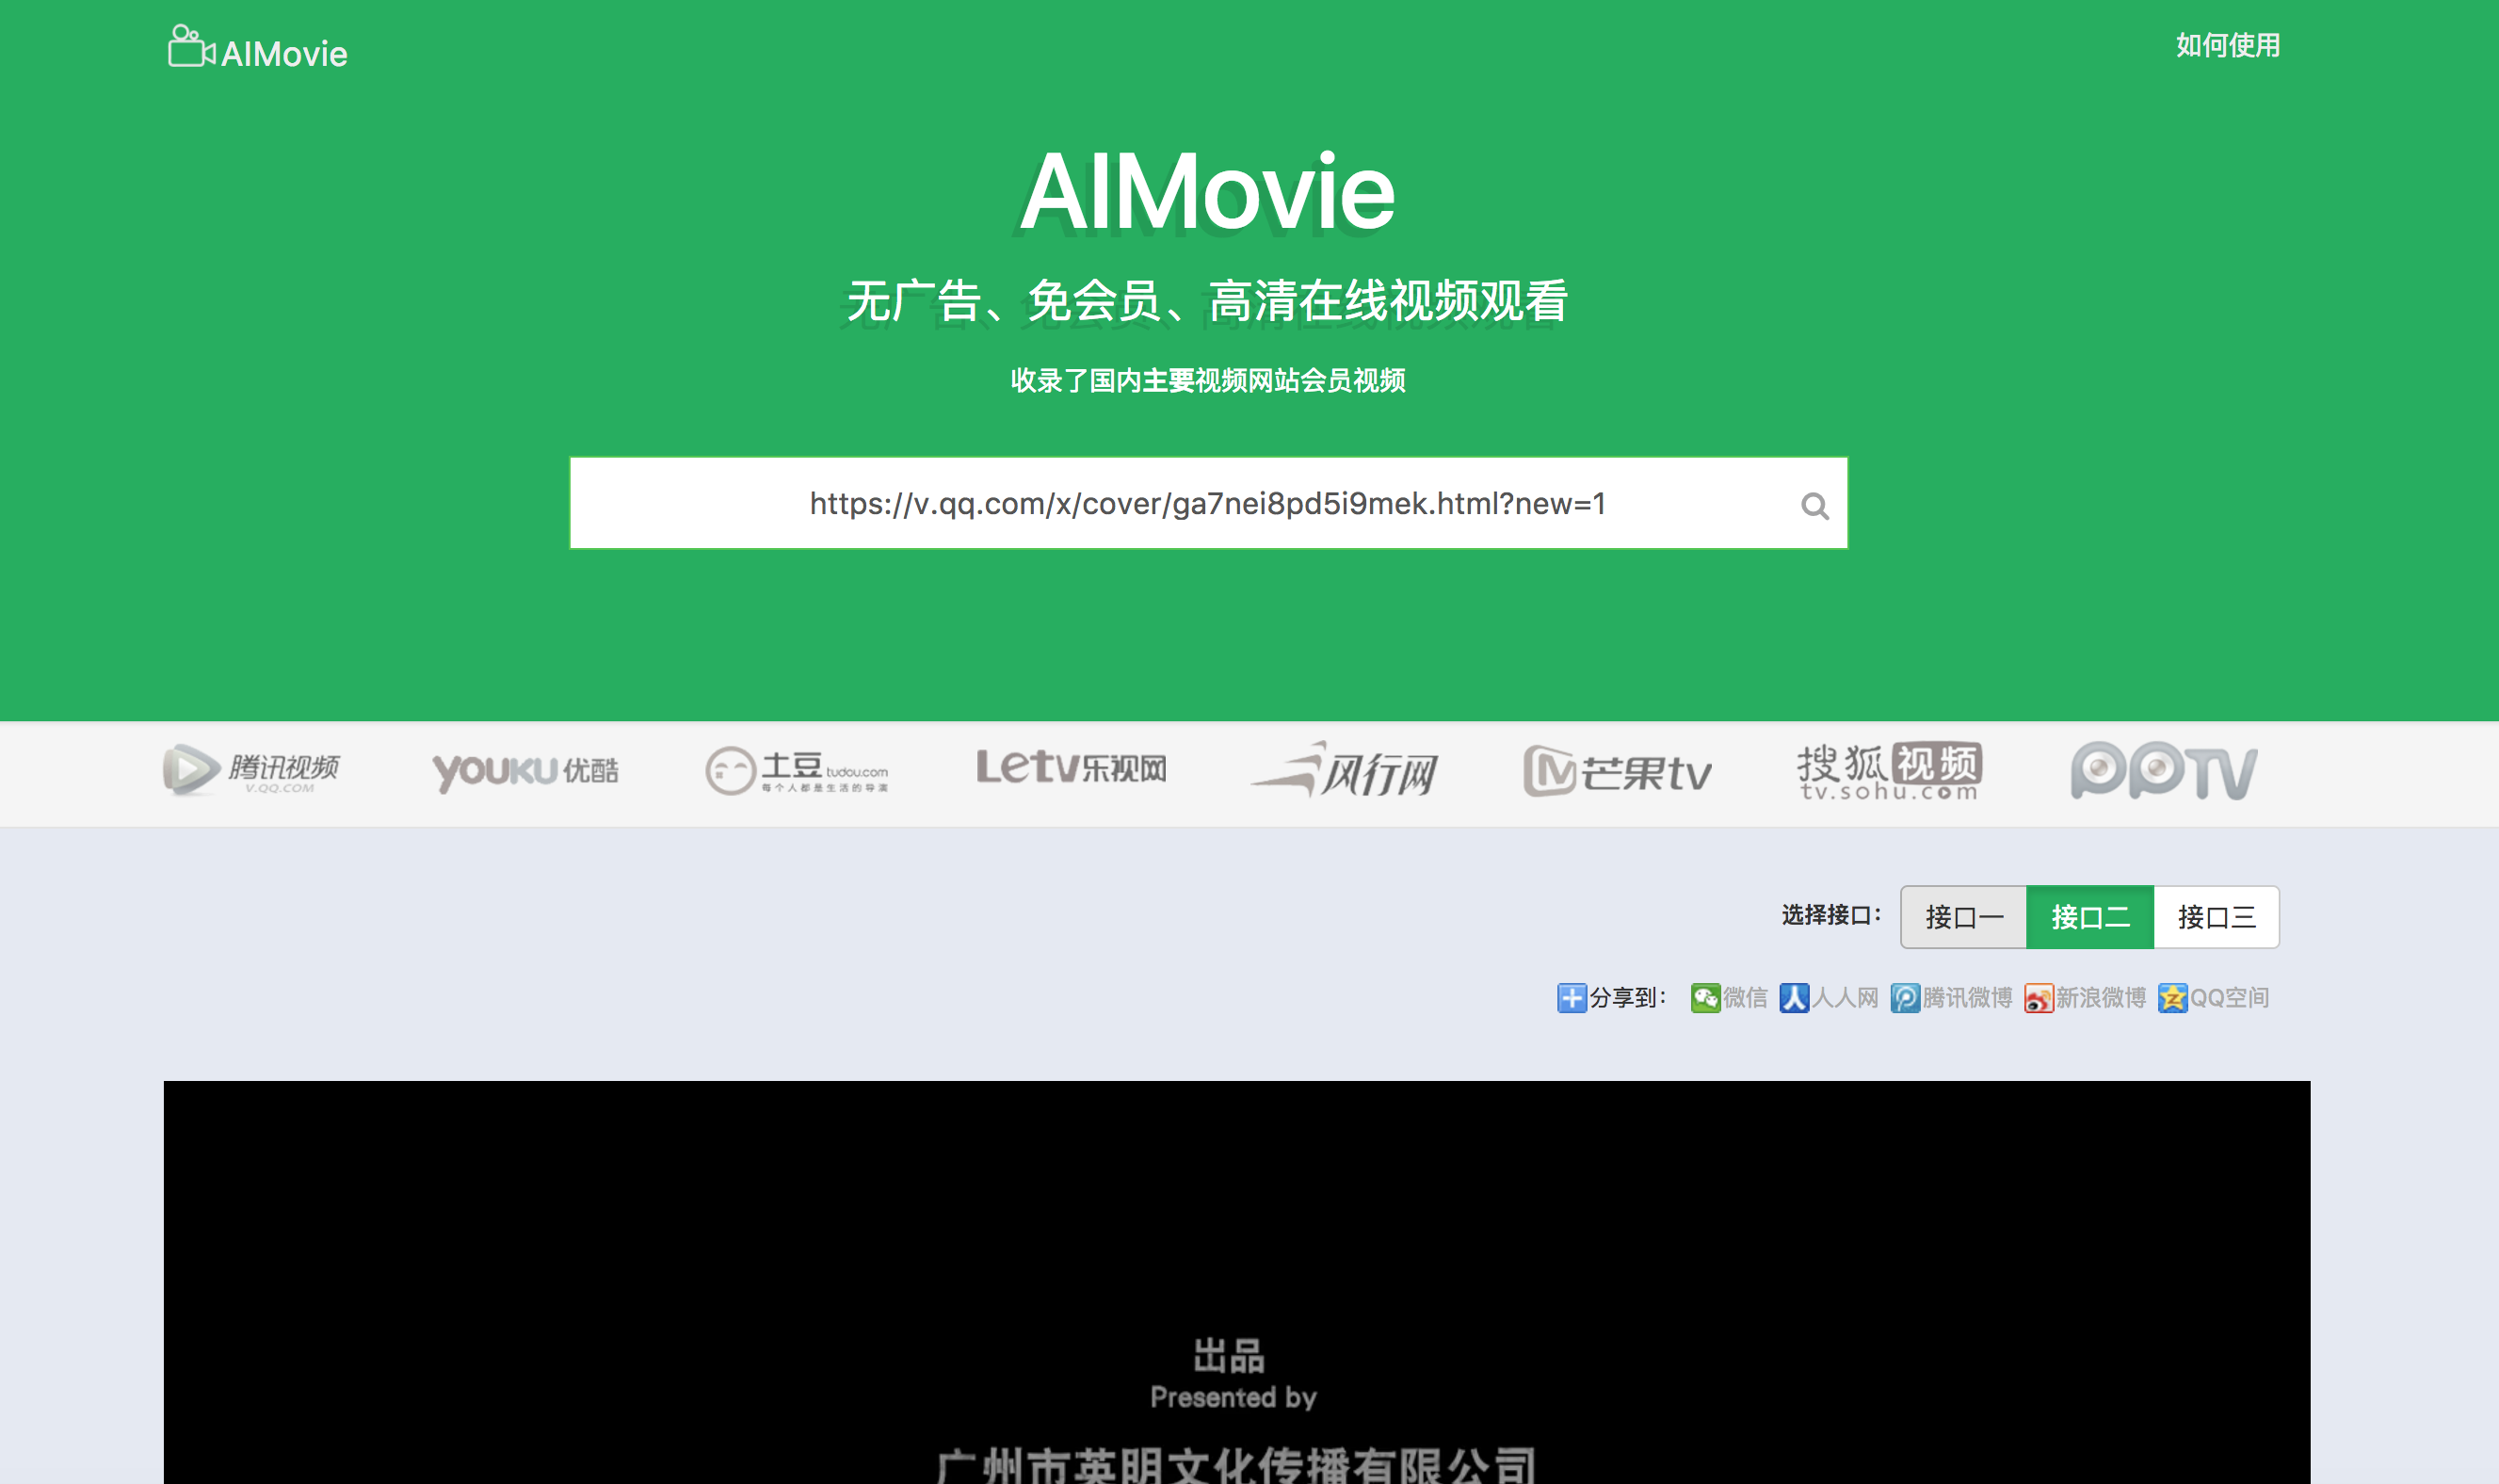 AIMovie
如何使用
AIMovie
无广告、免会员、高清在线视频观看
收录了国内主要视频网站会员视频
https://v.qq.com/x/cover/ga7nei8pd5i9mek.html?new=1
腾讯视频
V.QQ.COM
YOUKU 优酷
土豆 tudou.com
每个人都是生活的导演
Letv乐视网
风行网
芒果tv
搜狐视频
tv.sohu.com
PPTV
选择接口： 接口一 接口二 接口三
分享到： 微信 人人网 腾讯微博 新浪微博 QQ空间
出品
Presented by
广州市英明文化传播有限公司